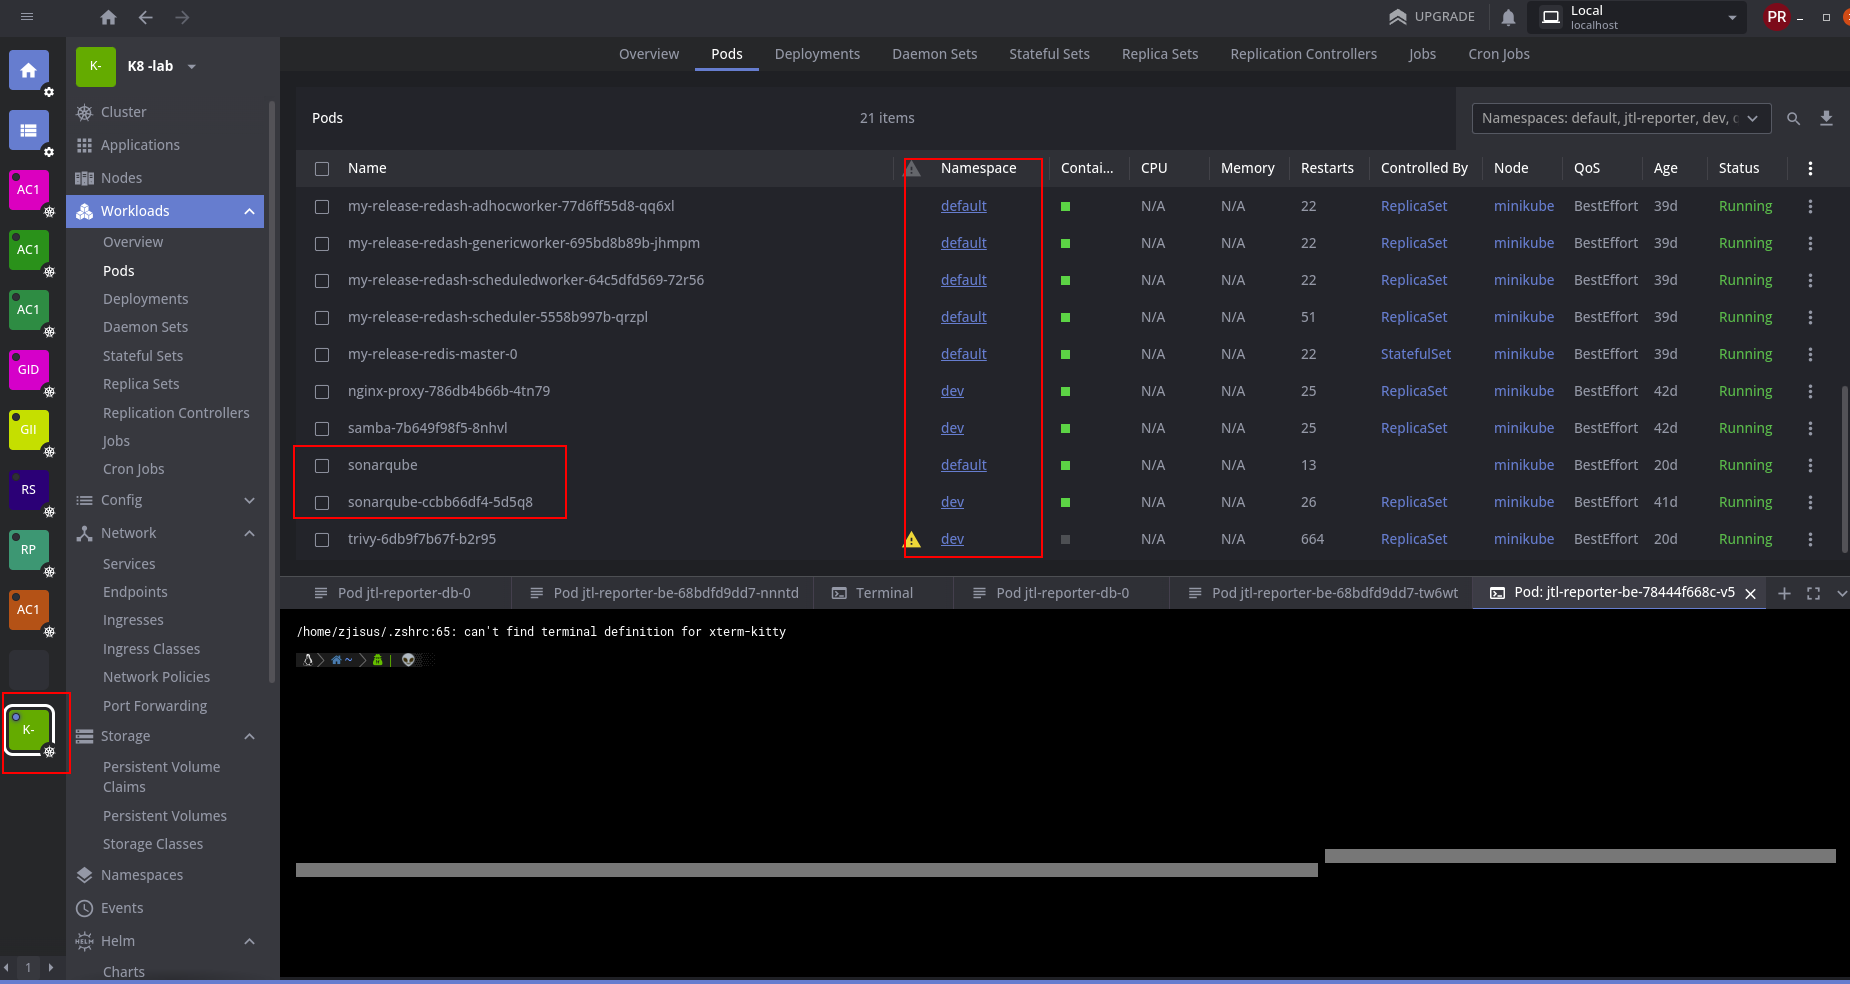 UPGRADE
Local
localhost
PR
K-
K8 -lab
Overview
Pods
Deployments
Daemon Sets
Stateful Sets
Replica Sets
Replication Controllers
Jobs
Cron Jobs
AC1
AC1
AC1
GID
GII
RS
RP
AC1
K-
1
Cluster
Applications
Nodes
Workloads
Overview
Pods
Deployments
Daemon Sets
Stateful Sets
Replica Sets
Replication Controllers
Jobs
Cron Jobs
Config
Network
Services
Endpoints
Ingresses
Ingress Classes
Network Policies
Port Forwarding
Storage
Persistent Volume
Claims
Persistent Volumes
Storage Classes
Namespaces
Events
HELM Helm
Charts
Pods 21 items Namespaces: default, jtl-reporter, dev,
Name Namespace Contai... CPU Memory Restarts Controlled By Node QoS Age Status
my-release-redash-adhocworker-77d6ff55d8-qq6xl default N/A N/A 22 ReplicaSet minikube BestEffort 39d Running
my-release-redash-genericworker-695bd8b89b-jhmpm default N/A N/A 22 ReplicaSet minikube BestEffort 39d Running
my-release-redash-scheduledworker-64c5dfd569-72r56 default N/A N/A 22 ReplicaSet minikube BestEffort 39d Running
my-release-redash-scheduler-5558b997b-qrzpl default N/A N/A 51 ReplicaSet minikube BestEffort 39d Running
my-release-redis-master-0 default N/A N/A 22 StatefulSet minikube BestEffort 39d Running
nginx-proxy-786db4b66b-4tn79 dev N/A N/A 25 ReplicaSet minikube BestEffort 42d Running
samba-7b649f98f5-8nhvl dev N/A N/A 25 ReplicaSet minikube BestEffort 42d Running
sonarqube default N/A N/A 13 minikube BestEffort 20d Running
sonarqube-ccbb66df4-5d5q8 dev N/A N/A 26 ReplicaSet minikube BestEffort 41d Running
trivy-6db9f7b67f-b2r95 dev N/A N/A 664 ReplicaSet minikube BestEffort 20d Running
Pod jtl-reporter-db-0 Pod jtl-reporter-be-68bdfd9dd7-nnntd Terminal Pod jtl-reporter-db-0 Pod jtl-reporter-be-68bdfd9dd7-tw6wt Pod: jtl-reporter-be-78444f668c-v5
/home/zjisus/.zshrc:65: can't find terminal definition for xterm-kitty
~ |